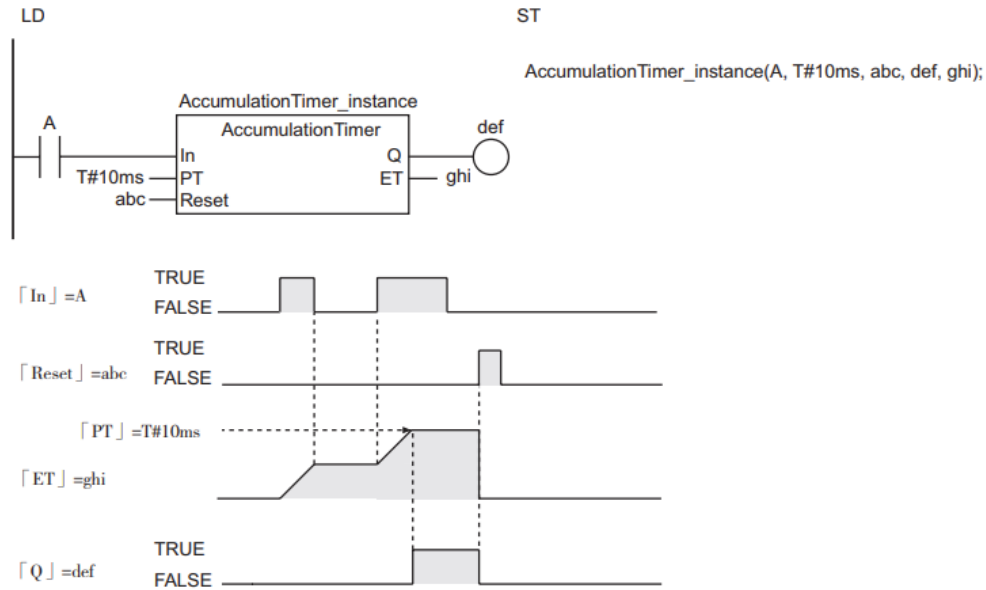 LD
ST
AccumulationTimer_instance(A, T#10ms, abc, def, ghi);
AccumulationTimer_instance
A
AccumulationTimer
def
In
Q
T#10ms
PT
ET
ghi
abc
Reset
「In」=A
TRUE
FALSE
「Reset」=abc
TRUE
FALSE
「PT」=T#10ms
「ET」=ghi
「Q」=def
TRUE
FALSE